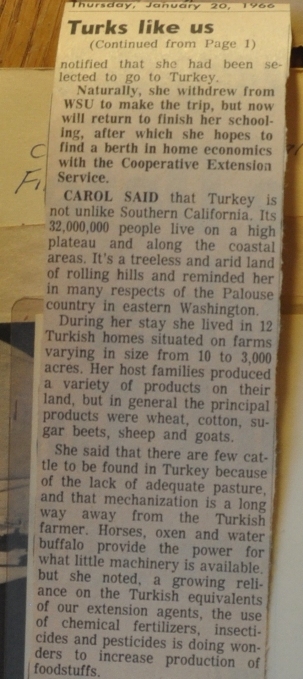 Thursday, January 20, 1966
Turks like us
(Continued from Page 1)
notified that she had been se-
lected to go to Turkey.
Naturally, she withdrew from
WSU to make the trip, but now
will return to finish her school-
ing, after which she hopes to
find a berth in home economics
with the Cooperative Extension
Service.
CAROL SAID that Turkey is
not unlike Southern California. Its
32,000,000 people live on a high
plateau and along the coastal
areas. It's a treeless and arid land
of rolling hills and reminded her
in many respects of the Palouse
country in eastern Washington.
During her stay she lived in 12
Turkish homes situated on farms
varying in size from 10 to 3,000
acres. Her host families produced
a variety of products on their
land, but in general the principal
products were wheat, cotton, su-
gar beets, sheep and goats.
She said that there are few cat-
tle to be found in Turkey because
of the lack of adequate pasture,
and that mechanization is a long
way away from the Turkish
farmer. Horses, oxen and water
buffalo provide the power for
what little machinery is available.
but she noted, a growing reli-
ance on the Turkish equivalents
of our extension agents, the use
of chemical fertilizers, insecti-
cides and pesticides is doing won-
ders to increase production of
foodstuffs.